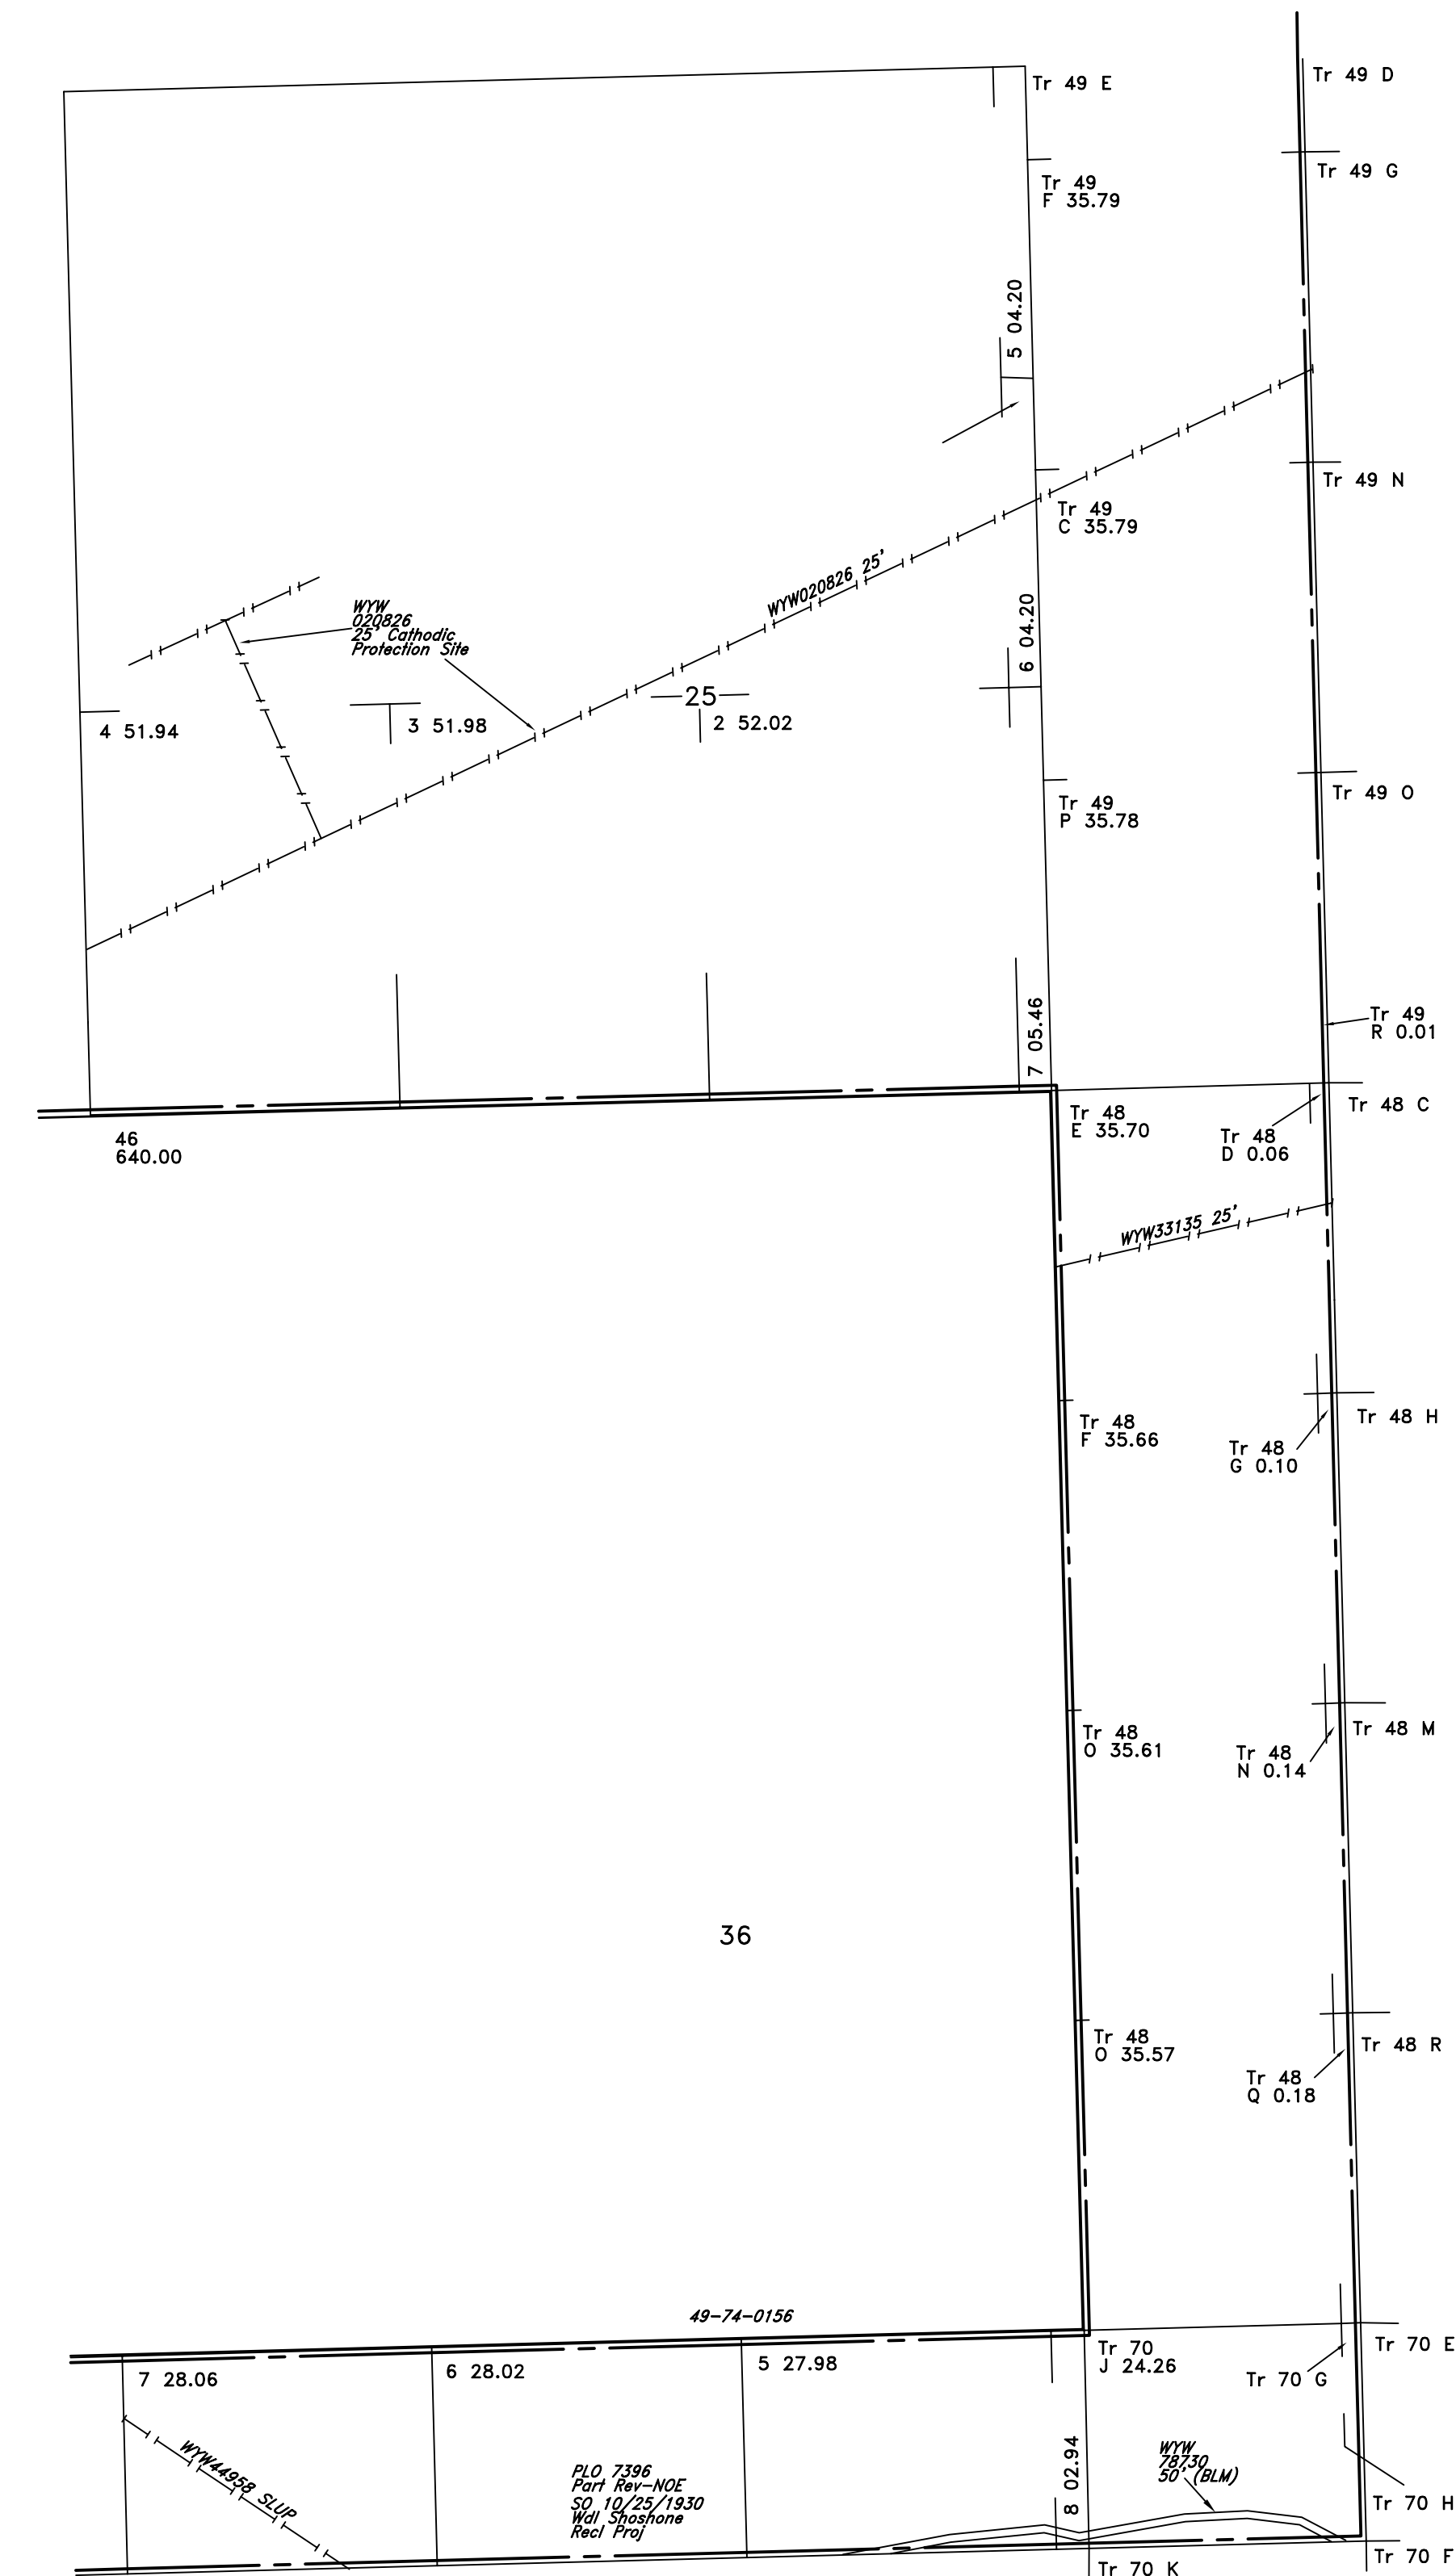 Tr 49 D
Tr 49 E
Tr 49 G
Tr 49
F 35.79
5 04.20
Tr 49 N
Tr 49
C 35.79
WYW020826 25'
WYW
020826
25' Cathodic
Protection Site
6 04.20
25
4 51.94
3 51.98
2 52.02
Tr 49 O
Tr 49
P 35.78
7 05.46
Tr 49
R 0.01
Tr 48 C
Tr 48
E 35.70
Tr 48
D 0.06
46
640.00
WYW33135 25'
Tr 48 H
Tr 48
F 35.66
Tr 48
G 0.10
Tr 48 M
Tr 48
O 35.61
Tr 48
N 0.14
36
Tr 48 R
Tr 48
O 35.57
Tr 48
Q 0.18
49-74-0156
Tr 70 E
Tr 70
J 24.26
Tr 70 G
7 28.06
6 28.02
5 27.98
8 02.94
WYW44958 SLUP
PLO 7396
Part Rev-NOE
SO 10/25/1930
Wdl Shoshone
Recl Proj
WYW
78730
50' (BLM)
Tr 70 H
Tr 70 F
Tr 70 K